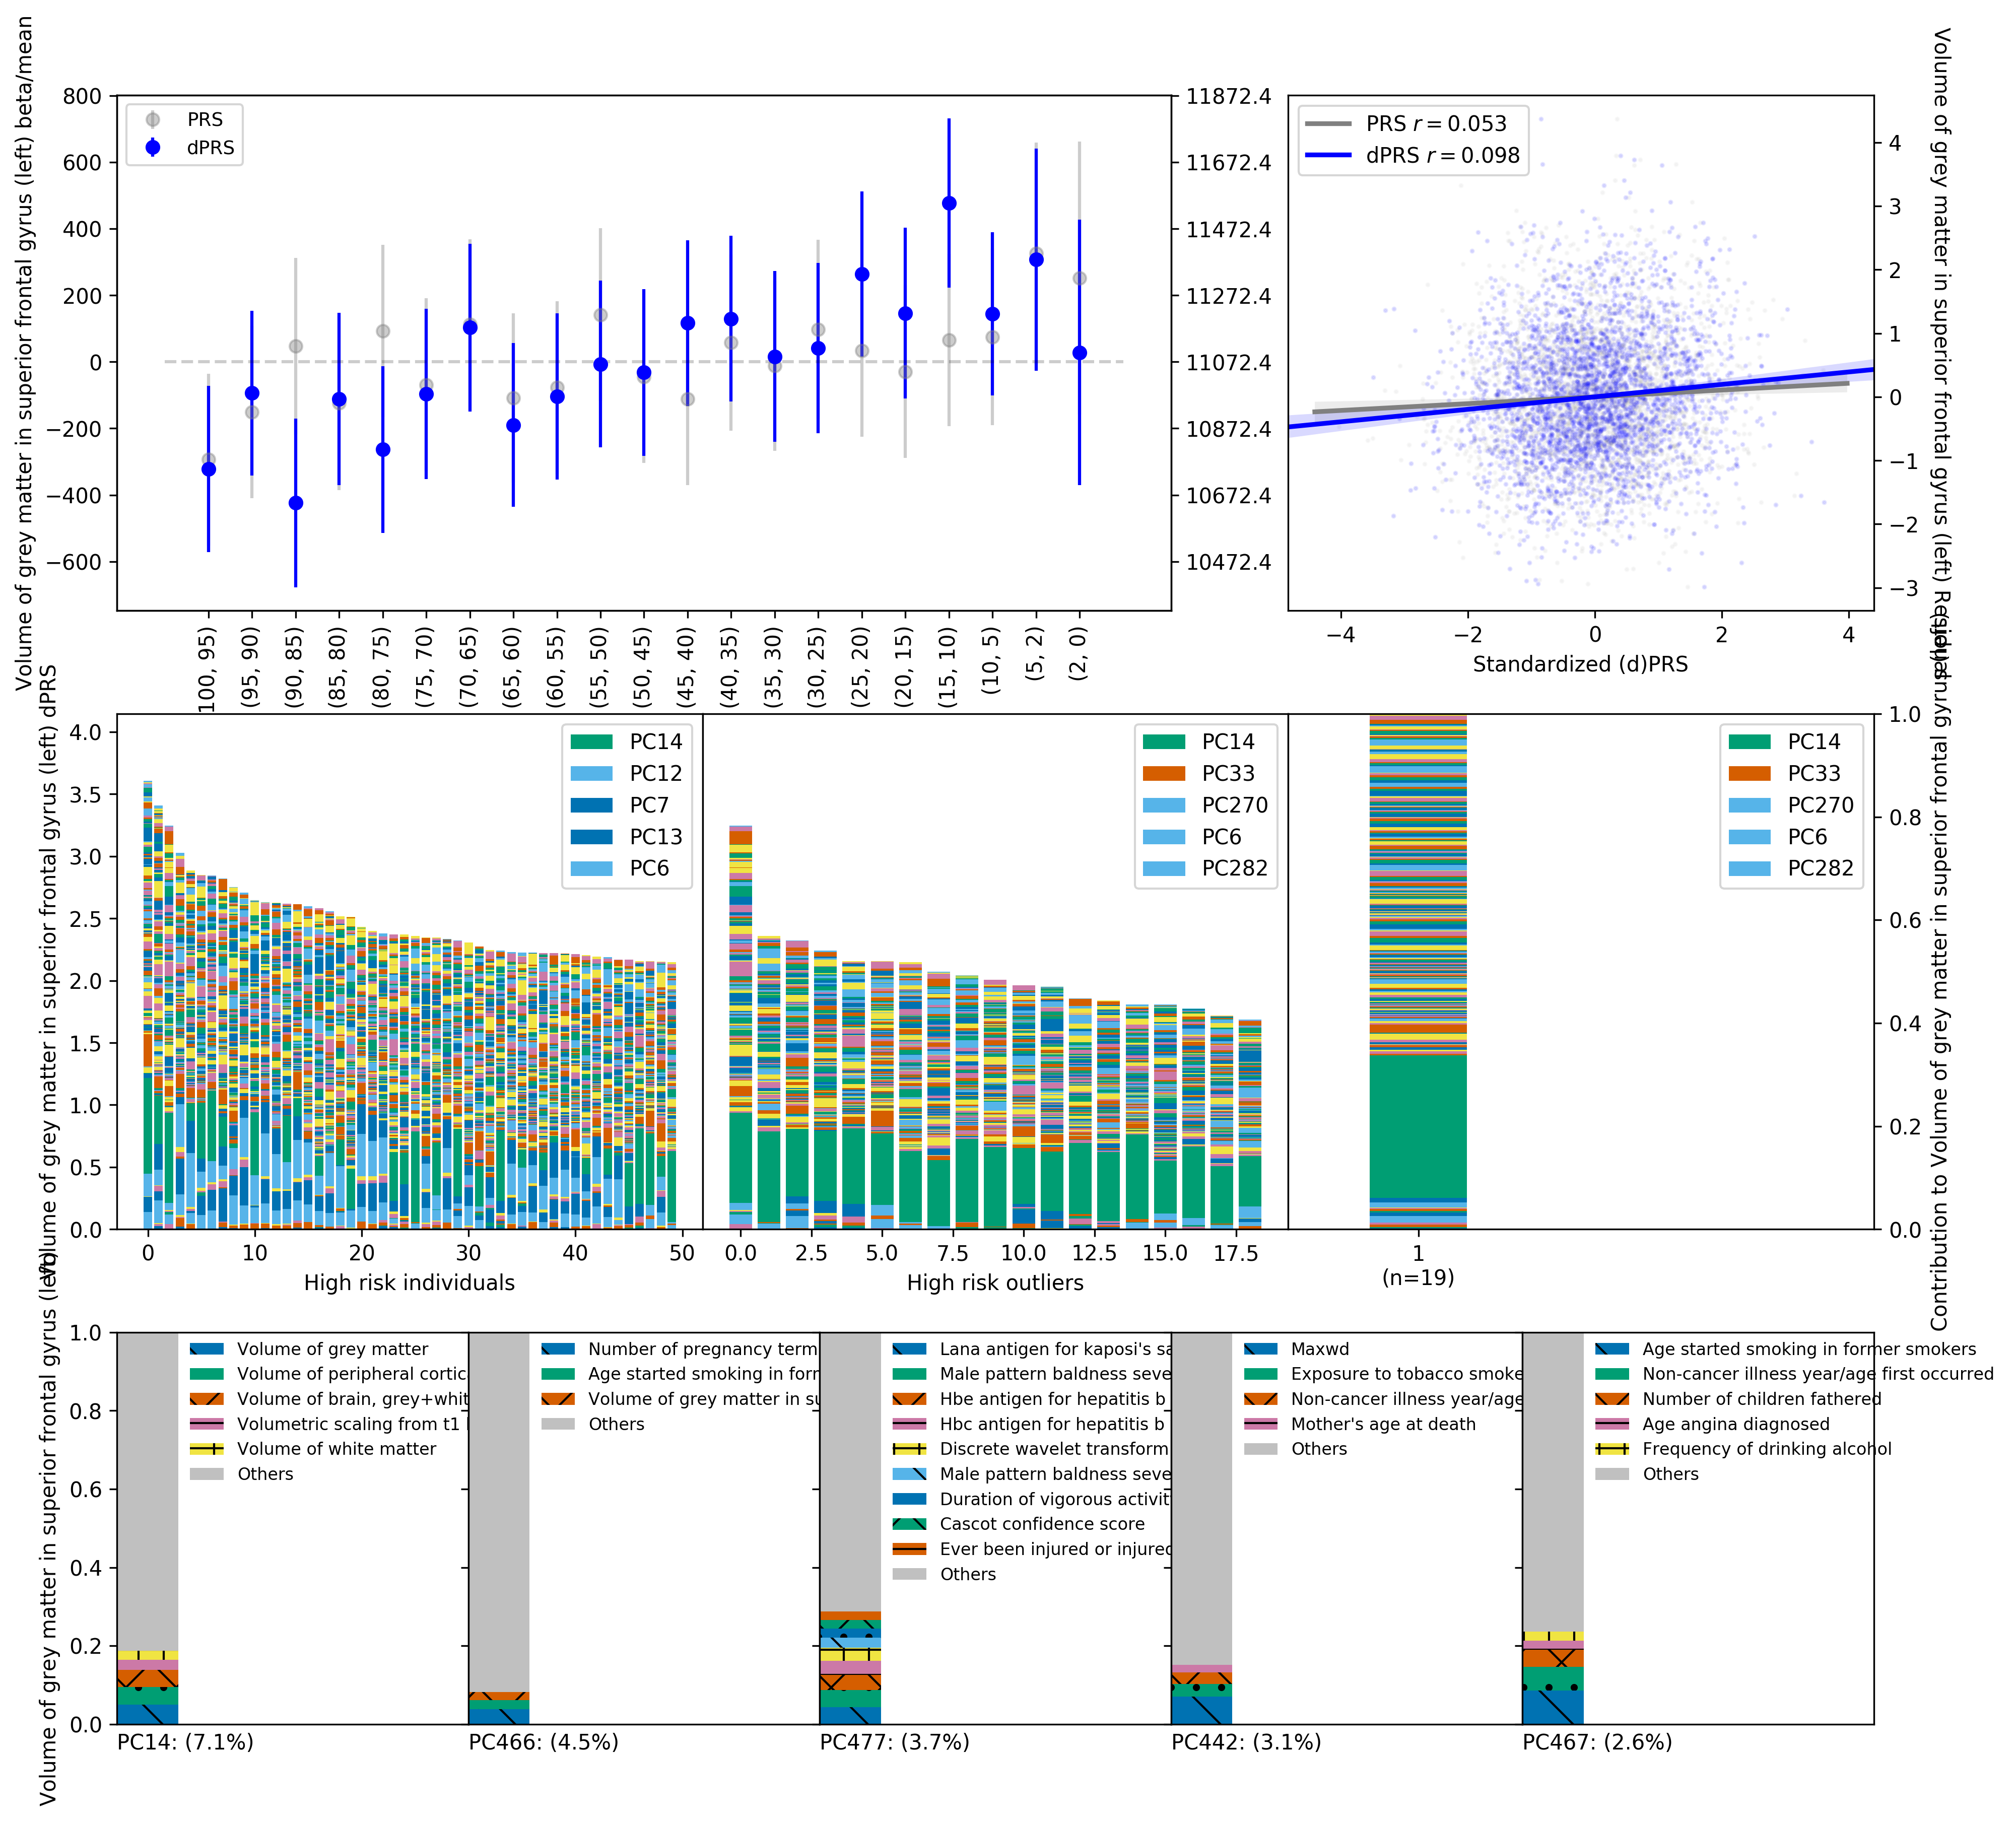 Volume of grey matter in superior frontal gyrus (left) beta/mean
800
600
400
200
0
−200
−400
−600
PRS
dPRS
11872.4
11672.4
11472.4
11272.4
11072.4
10872.4
10672.4
10472.4
100, 95)
(95, 90)
(90, 85)
(85, 80)
(80, 75)
(75, 70)
(70, 65)
(65, 60)
(60, 55)
(55, 50)
(50, 45)
(45, 40)
(40, 35)
(35, 30)
(30, 25)
(25, 20)
(20, 15)
(15, 10)
(10, 5)
(5, 2)
(2, 0)
PRS r = 0.053
dPRS r = 0.098
4
3
2
1
0
−1
−2
−3
−4
−2
0
2
4
Standardized (d)PRS
Volume of grey matter in superior frontal gyrus (left) Residuals
Volume of grey matter in superior frontal gyrus (left) dPRS
4.0
3.5
3.0
2.5
2.0
1.5
1.0
0.5
0.0
PC14
PC12
PC7
PC13
PC6
0
10
20
30
40
50
High risk individuals
PC14
PC33
PC270
PC6
PC282
0.0
2.5
5.0
7.5
10.0
12.5
15.0
17.5
High risk outliers
PC14
PC33
PC270
PC6
PC282
1
(n=19)
1.0
0.8
0.6
0.4
0.2
0.0
Contribution to Volume of grey matter in superior frontal gyrus (left)
Volume of grey matter in superior frontal gyrus (left)
1.0
0.8
0.6
0.4
0.2
0.0
Volume of grey matter
Volume of peripheral cortic
Volume of brain, grey+whit
Volumetric scaling from t1
Volume of white matter
Others
PC14: (7.1%)
Number of pregnancy term
Age started smoking in forr
Volume of grey matter in su
Others
PC466: (4.5%)
Lana antigen for kaposi's sa
Male pattern baldness seve
Hbe antigen for hepatitis b
Hbc antigen for hepatitis b
Discrete wavelet transform
Male pattern baldness seve
Duration of vigorous activit
Cascot confidence score
Ever been injured or injured
Others
PC477: (3.7%)
Maxwd
Exposure to tobacco smoke
Non-cancer illness year/age
Mother's age at death
Others
PC442: (3.1%)
Age started smoking in former smokers
Non-cancer illness year/age first occurred
Number of children fathered
Age angina diagnosed
Frequency of drinking alcohol
Others
PC467: (2.6%)